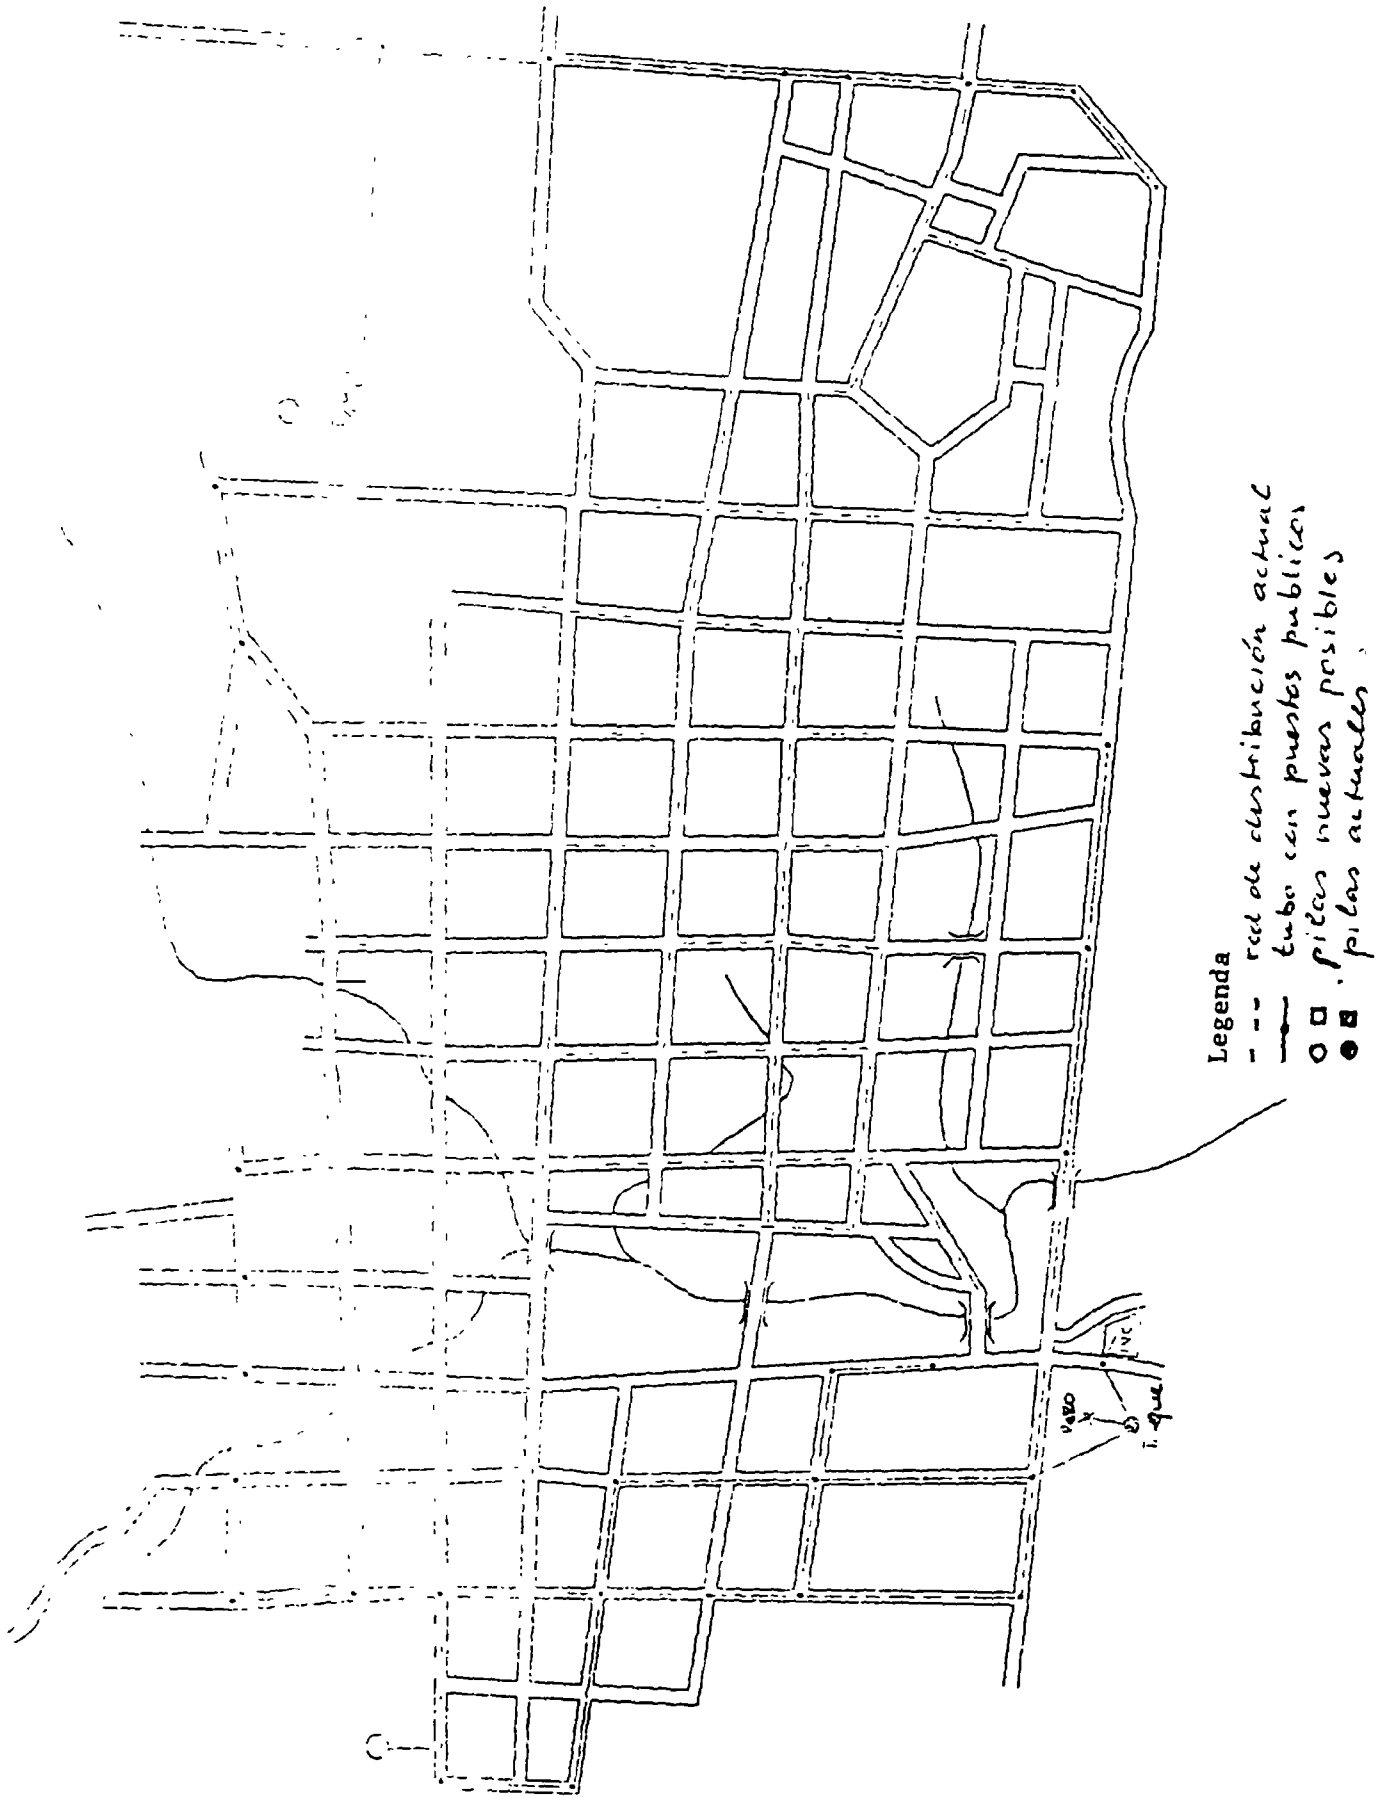 Legenda
--- red de distribución actual
— tubo con puestos publicos
○ □ pilas nuevas posibles
● ■ pilas actuales